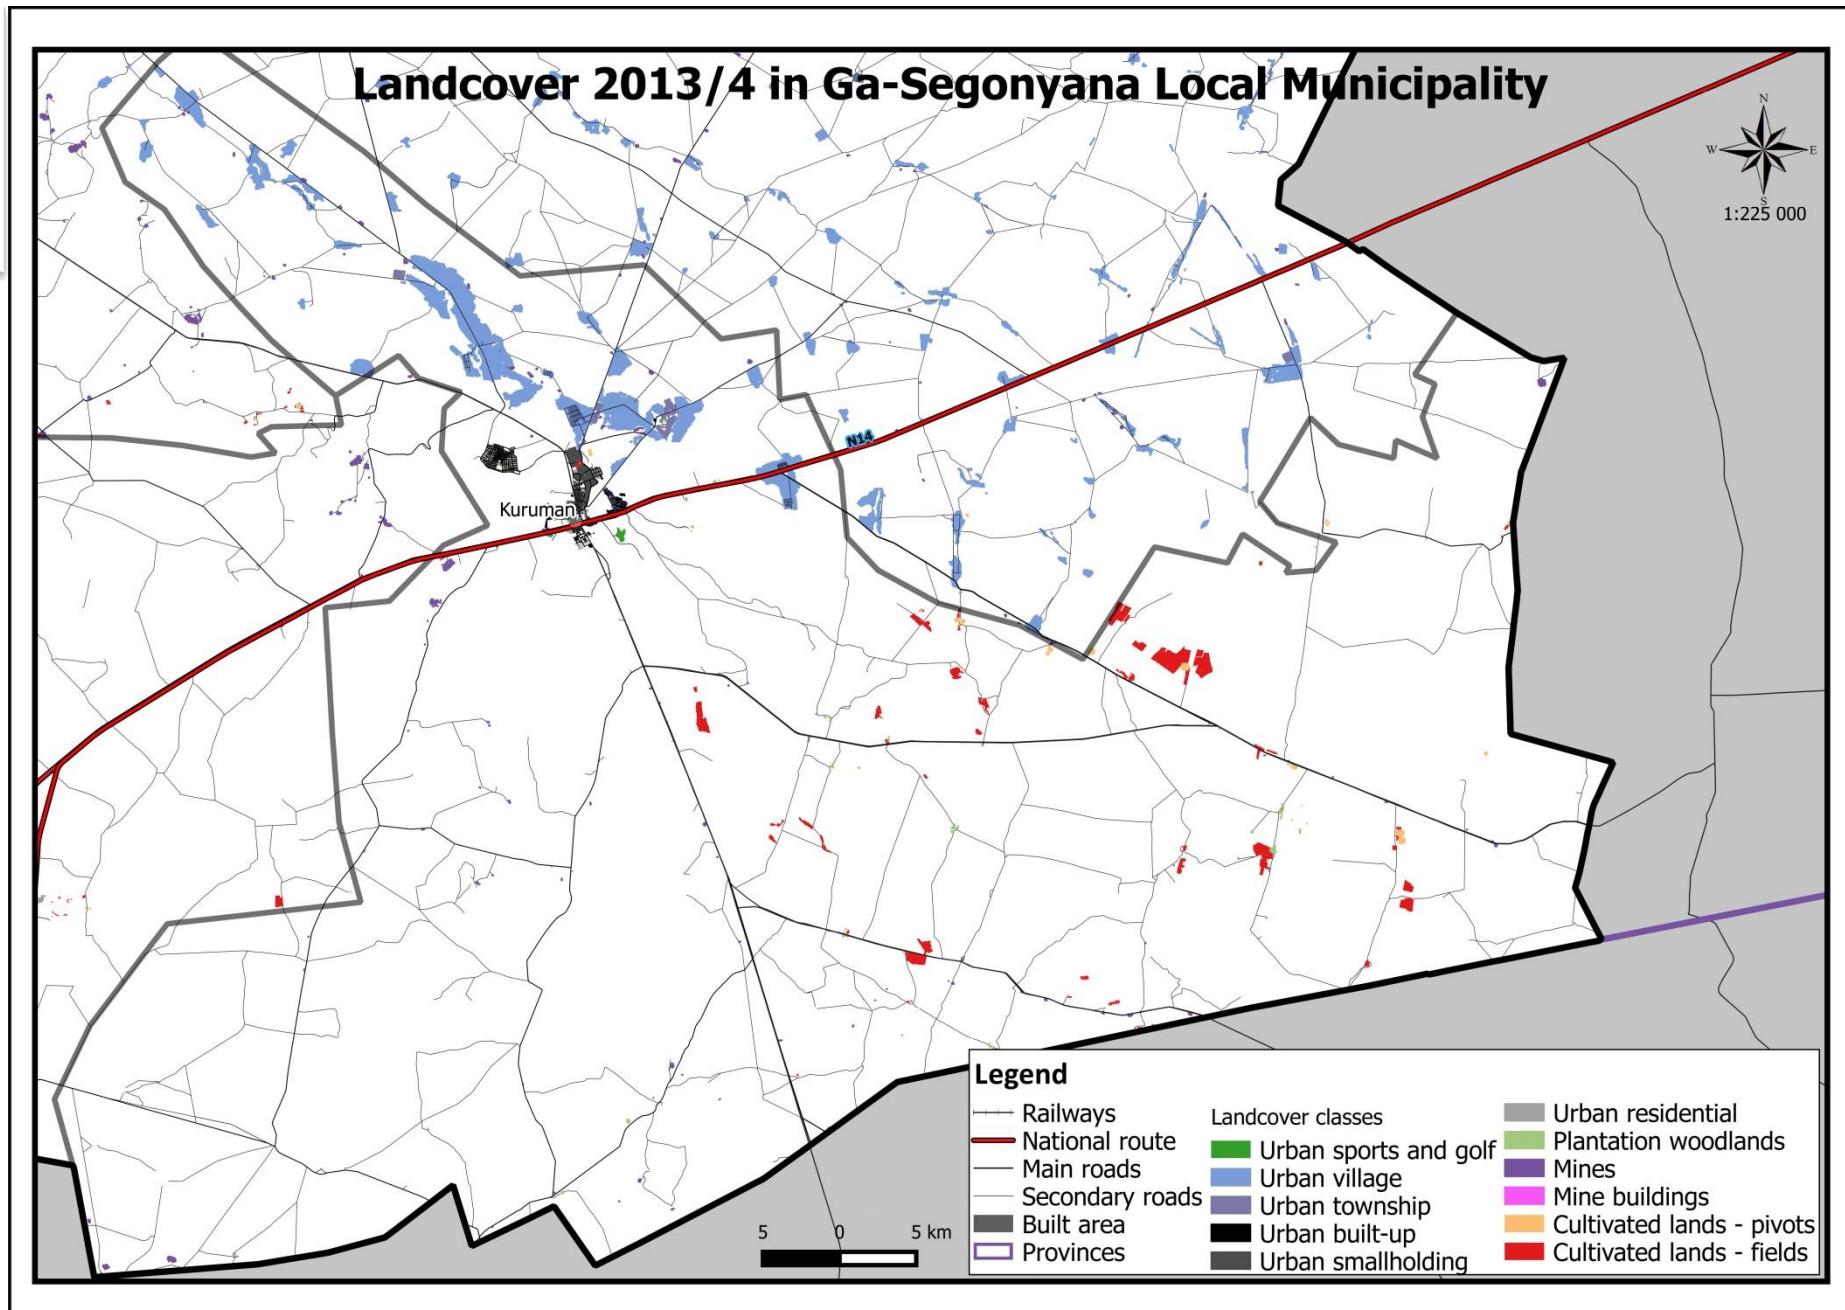 Landcover 2013/4 in Ga-Segonyana Local Municipality
N
W
E
S
1:225 000
N14
Kuruman
5
0
5 km
Legend
Railways
National route
Main roads
Secondary roads
Built area
Provinces
Landcover classes
Urban sports and golf
Urban village
Urban township
Urban built-up
Urban smallholding
Urban residential
Plantation woodlands
Mines
Mine buildings
Cultivated lands - pivots
Cultivated lands - fields